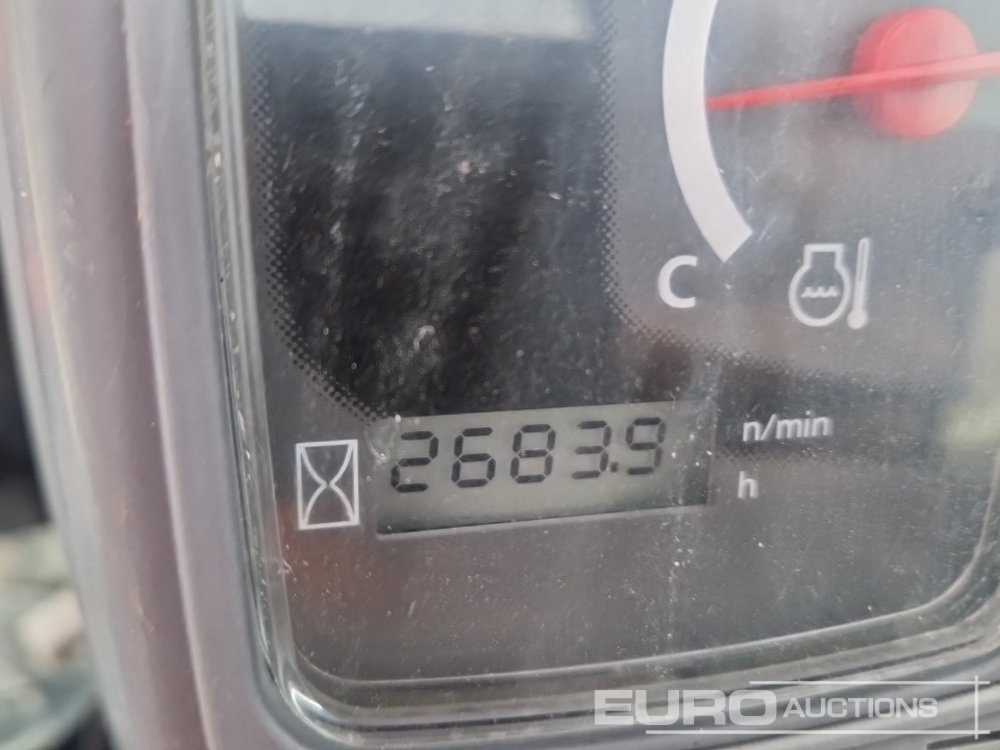 C
2683.9
n/min
h
EURO AUCTIONS